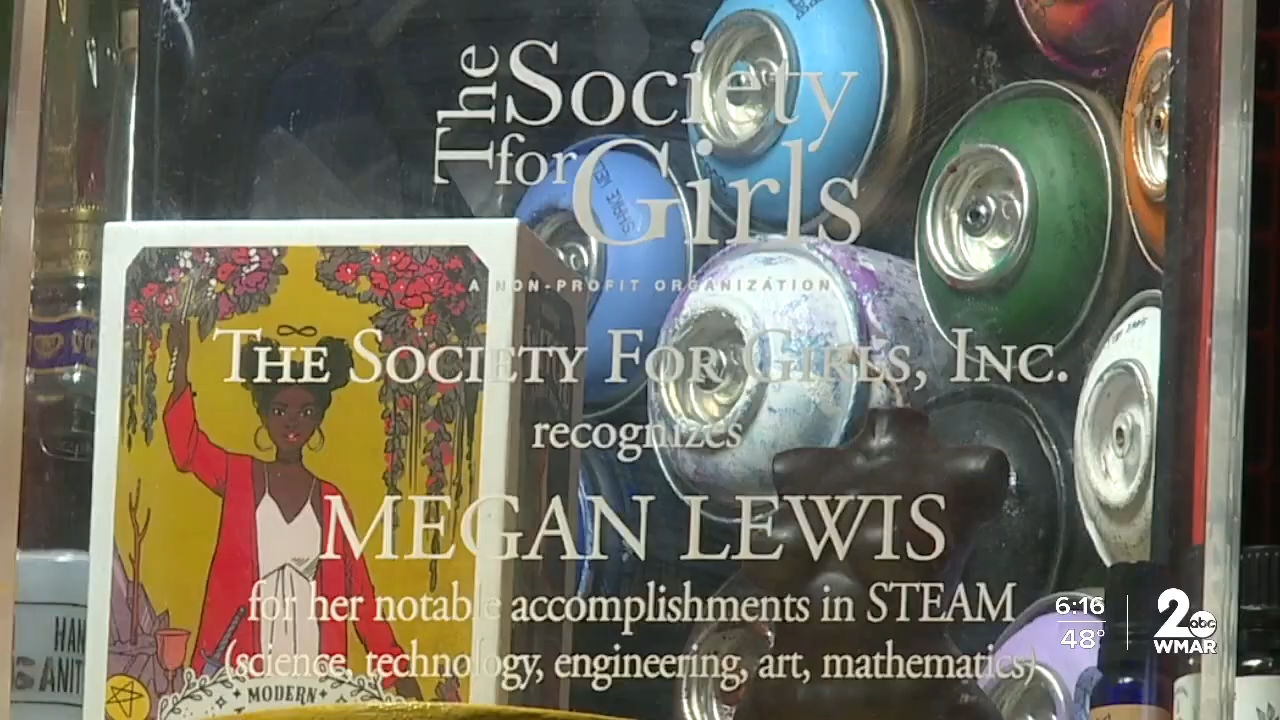 The Society
for Girls
A NON-PROFIT ORGANIZATION
THE SOCIETY FOR GIRLS, INC.
recognizes
MEGAN LEWIS
for her notable accomplishments in STEAM
(science, technology, engineering, art, mathematics)
MODERN
HAN
SANIT
6:16
48°
2 abc
WMAR